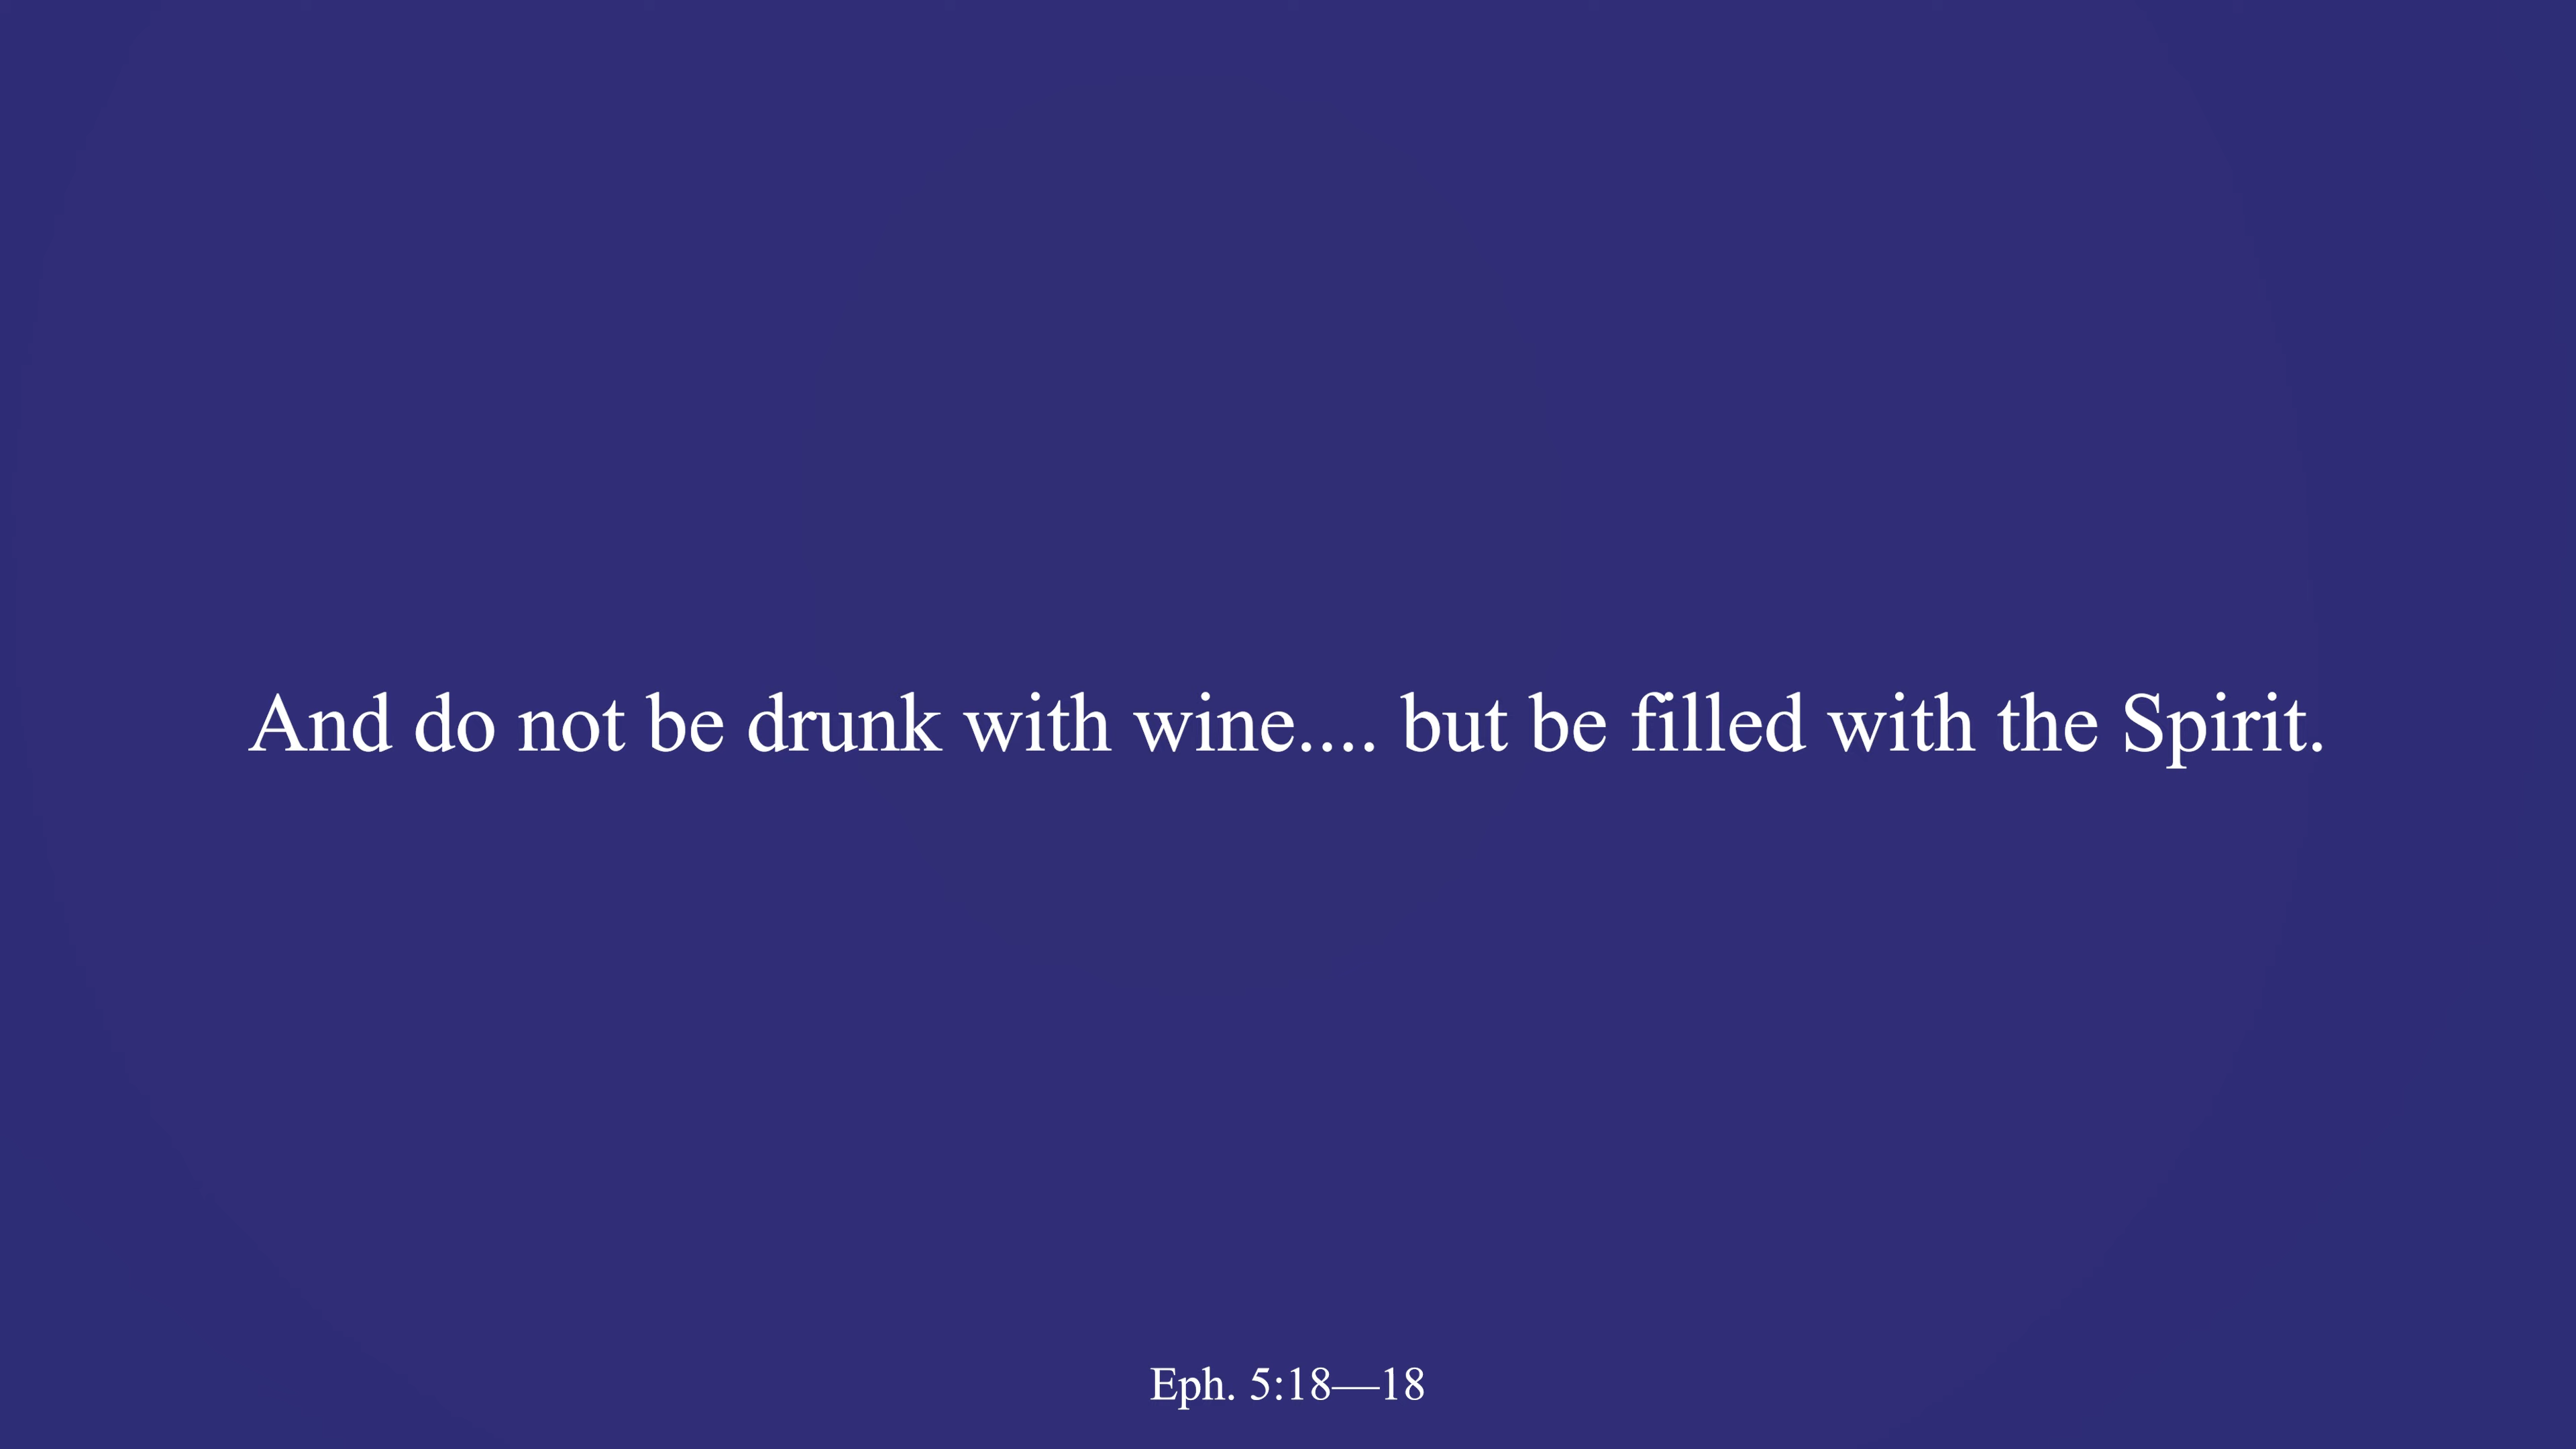 And do not be drunk with wine.... but be filled with the Spirit.
Eph. 5:18—18